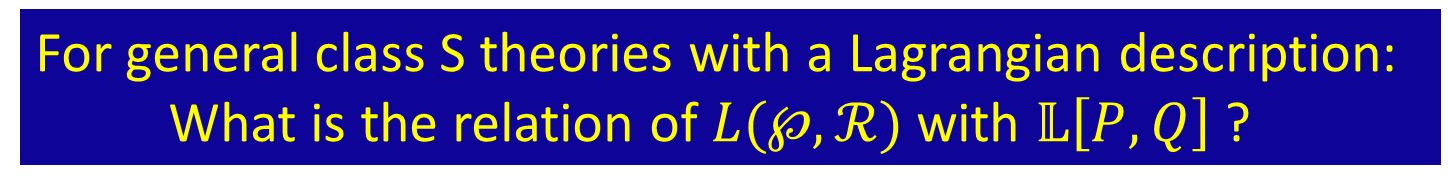 For general class S theories with a Lagrangian description:
What is the relation of 𝐿(℘, ℛ) with 𝕃[𝑃, 𝑄] ?